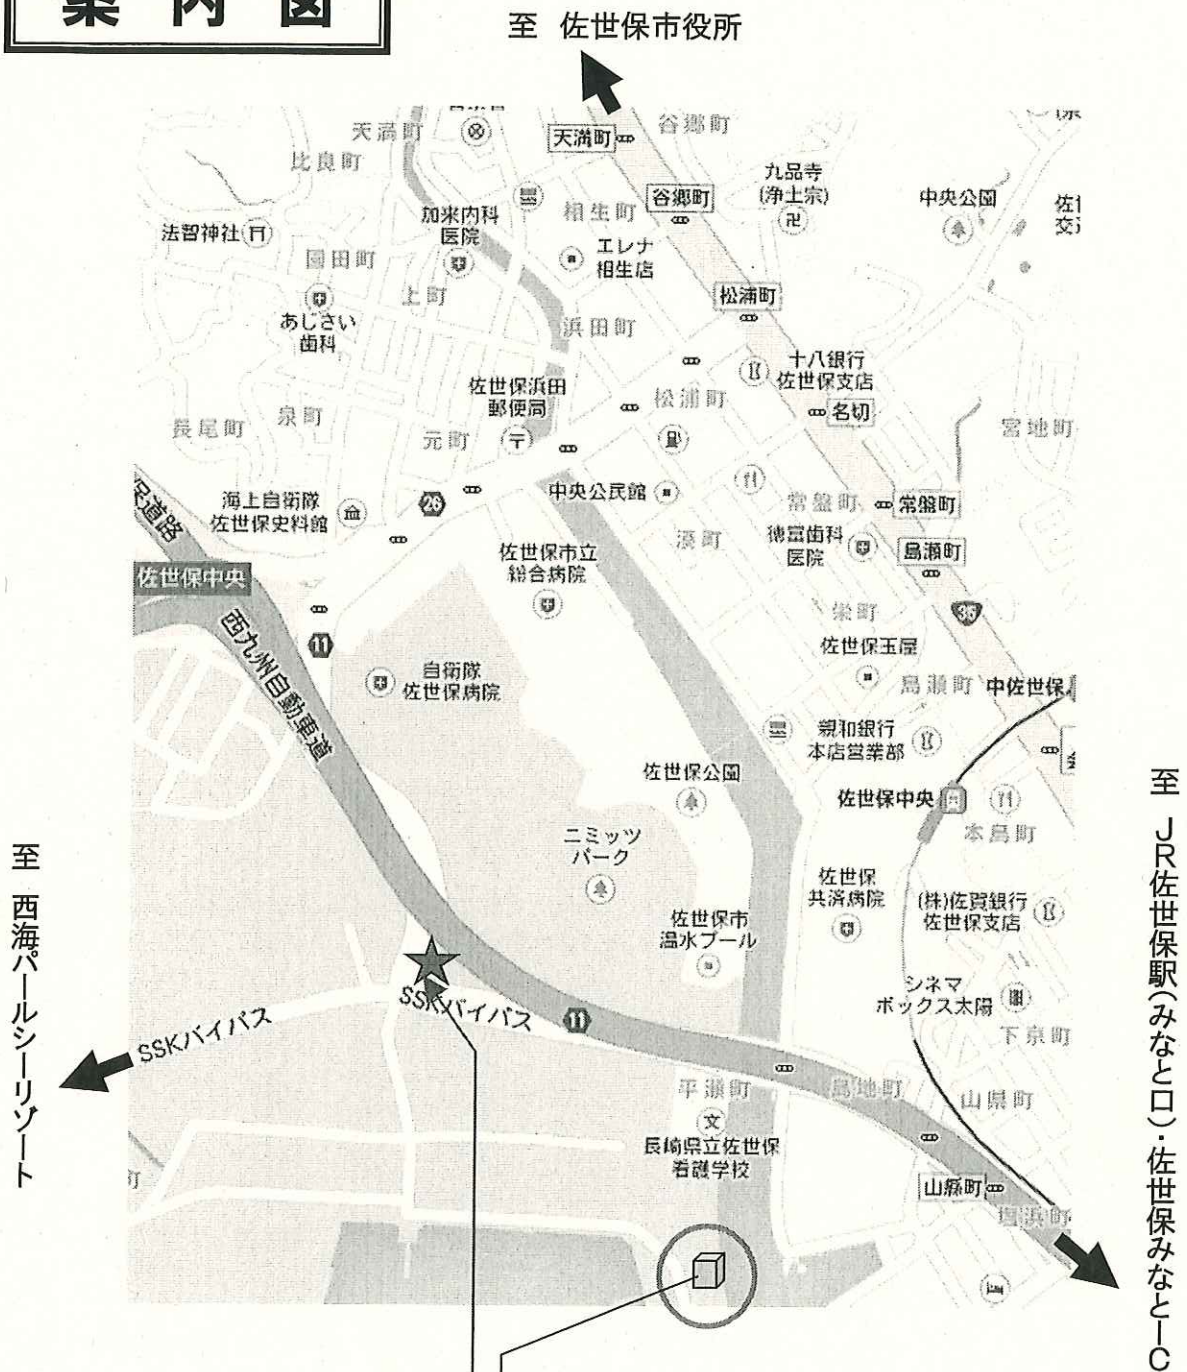 案内図
至 佐世保市役所
天満町
比良町
天満町
谷郷町
谷郷町
九品寺
(浄土宗)
中央公園
法智神社
加来内科
医院
相生町
エレナ
相生店
園田町
上町
あじさい
歯科
浜田町
松浦町
十八銀行
佐世保支店
佐世保浜田
郵便局
松浦町
名切
長尾町
泉町
元町
宮地町
海上自衛隊
佐世保史料館
26
中央公民館
常盤町
常盤町
湊町
徳富歯科
医院
島瀬町
保道路
佐世保中央
佐世保市立
総合病院
栄町
35
11
西九州自動車道
自衛隊
佐世保病院
佐世保玉屋
島瀬町
中佐世保
親和銀行
本店営業部
佐世保公園
佐世保中央
本島町
ニミッツ
パーク
佐世保
共済病院
(株)佐賀銀行
佐世保支店
佐世保市
温水プール
シネマ
ボックス太陽
下京町
SSKバイパス
SSKバイパス
11
平瀬町
島地町
山県町
文
長崎県立佐世保
看護学校
山縣町
塩浜町
町
至 西海パールシーリゾート
至 JR佐世保駅(みなと口)・佐世保みなとIC